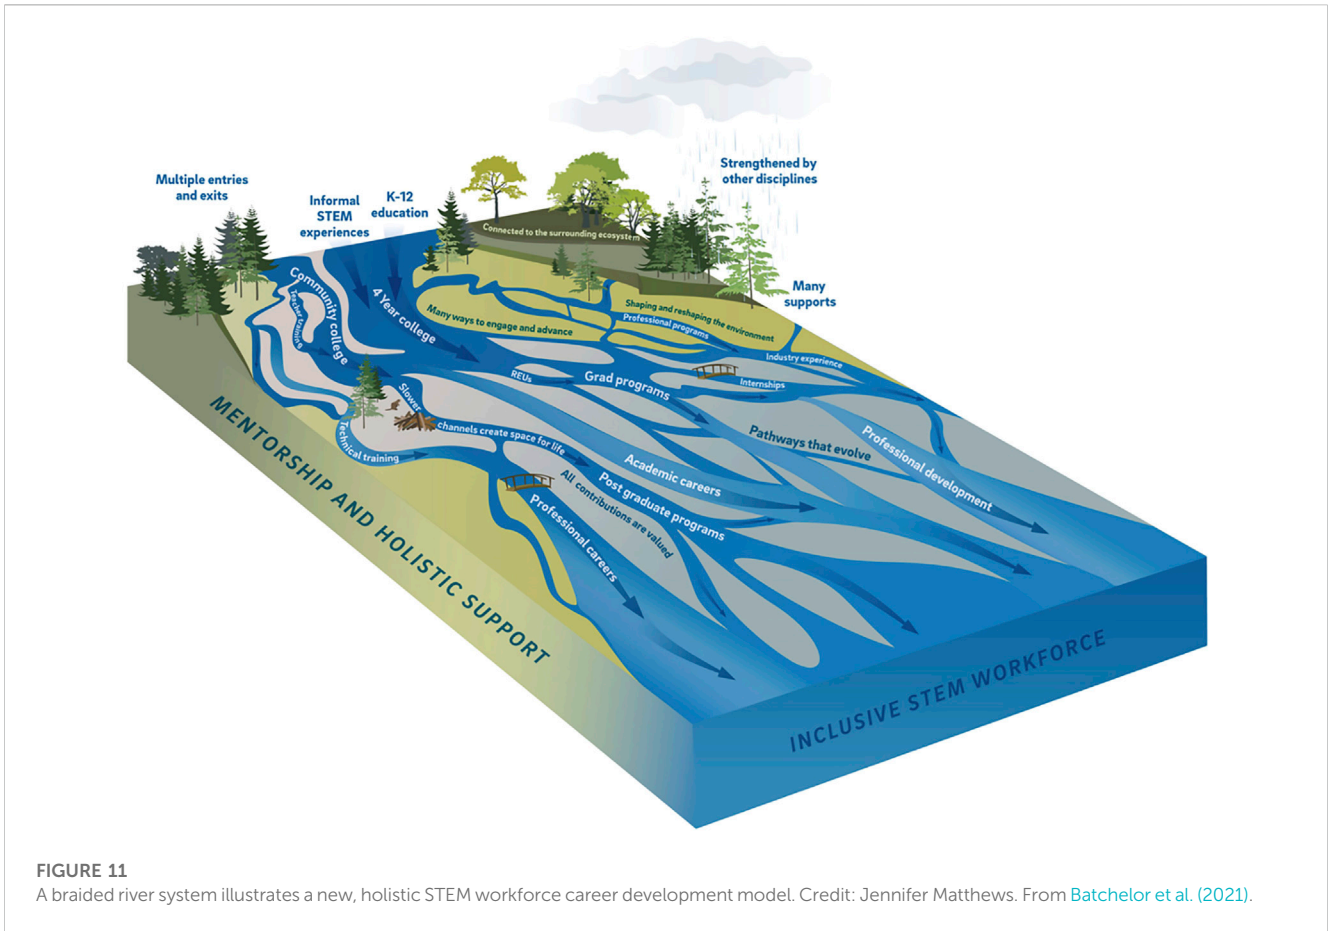 Multiple entries
and exits
Informal
STEM
experiences
K-12
education
Strengthened by
other disciplines
Connected to the surrounding ecosystem
Many
supports
Community college
Teacher training
4 Year college
Many ways to engage and advance
Shaping and reshaping the environment
Professional programs
Industry experience
REUs
Grad programs
Internships
Slower
channels create space for life
Technical training
Pathways that evolve
Professional development
Academic careers
Post graduate programs
All contributions are valued
Professional careers
MENTORSHIP AND HOLISTIC SUPPORT
INCLUSIVE STEM WORKFORCE
FIGURE 11
A braided river system illustrates a new, holistic STEM workforce career development model. Credit: Jennifer Matthews. From Batchelor et al. (2021).